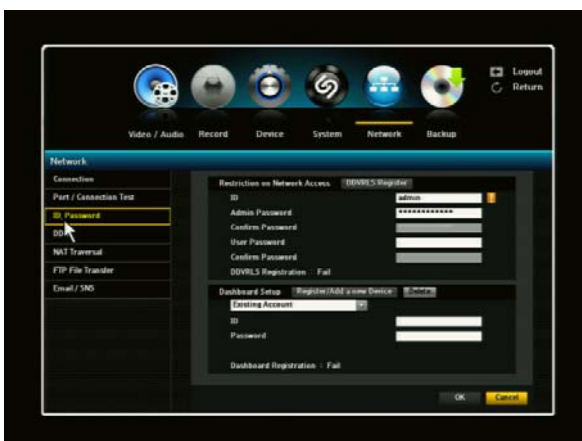 Logout
Return
Video / Audio Record Device System Network Backup
Network
Connection
Part / Connection Test
ID, Password
DD
NAT Traversal
FTP File Transfer
Email / SNS
Restriction on Network Access DDVRLS Register
ID admin
Admin Password ************
Confirm Password
User Password
Confirm Password
DDVRLS Registration : Fail
Dashboard Setup Register/Add a new Device Delete
Existing Account
ID
Password
Dashboard Registration : Fail
OK Cancel